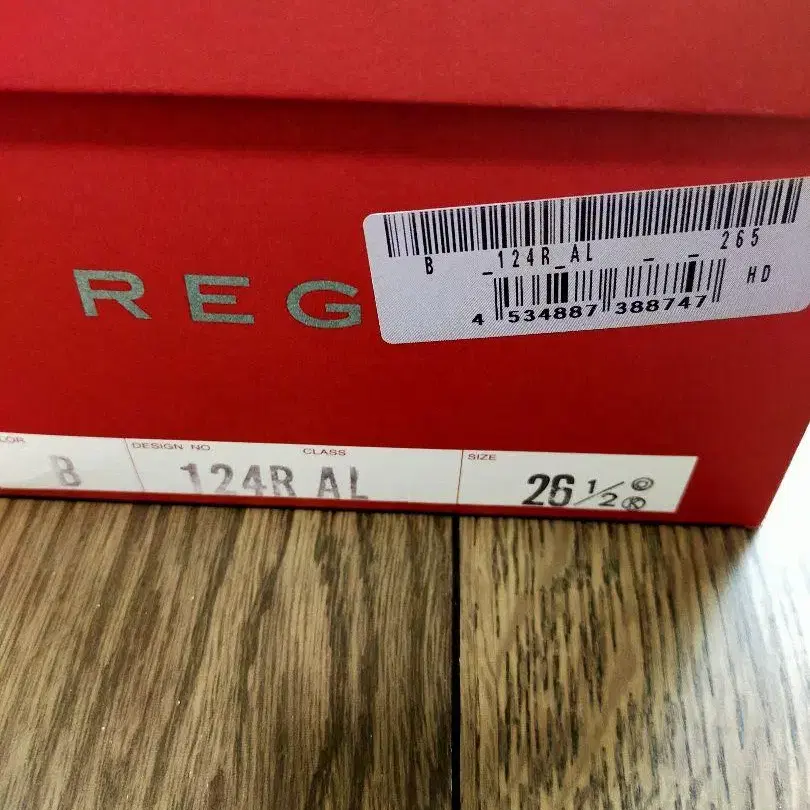 B _124R_AL _ _ 265
HD
4 534887 388747
REG
LOR DESIGN NO. CLASS SIZE
B 124R AL 26 1/2 Ⓚ